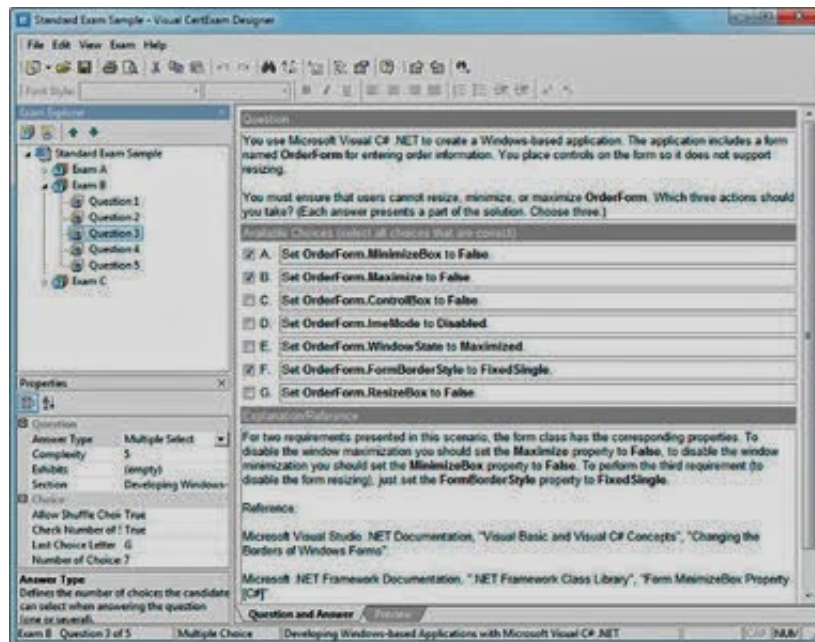 Standard Exam Sample - Visual CertExam Designer
File Edit View Exam Help
Font Style:
B I U
Exam Explorer
Standard Exam Sample
Exam A
Exam B
Question 1
Question 2
Question 3
Question 4
Question 5
Exam C
Question
You use Microsoft Visual C# .NET to create a Windows-based application. The application includes a form
named OrderForm for entering order information. You place controls on the form so it does not support
resizing.
You must ensure that users cannot resize, minimize, or maximize OrderForm. Which three actions should
you take? (Each answer presents a part of the solution. Choose three.)
Available Choices (select all choices that are correct)
A. Set OrderForm.MinimizeBox to False.
B. Set OrderForm.Maximize to False.
C. Set OrderForm.ControlBox to False.
D. Set OrderForm.ImeMode to Disabled.
E. Set OrderForm.WindowState to Maximized.
F. Set OrderForm.FormBorderStyle to FixedSingle.
G. Set OrderForm.ResizeBox to False.
Explanation/Reference
For two requirements presented in this scenario, the form class has the corresponding properties. To
disable the window maximization you should set the Maximize property to False, to disable the window
minimization you should set the MinimizeBox property to False. To perform the third requirement (to
disable the form resizing), just set the FormBorderStyle property to FixedSingle.
Reference:
Microsoft Visual Studio .NET Documentation, "Visual Basic and Visual C# Concepts", "Changing the
Borders of Windows Forms".
Microsoft .NET Framework Documentation, ".NET Framework Class Library", "Form.MinimizeBox Property
[C#]".
Question and Answer Preview
Properties
Question
Answer Type Multiple Select
Complexity 5
Exhibits (empty)
Section Developing Windows-
Choice
Allow Shuffle Choi True
Check Number of True
Last Choice Letter G
Number of Choice 7
Answer Type
Defines the number of choices the candidate
can select when answering the question
(one or several).
Exam B Question 3 of 5 Multiple Choice Developing Windows-based Applications with Microsoft Visual C# .NET CAP NUM